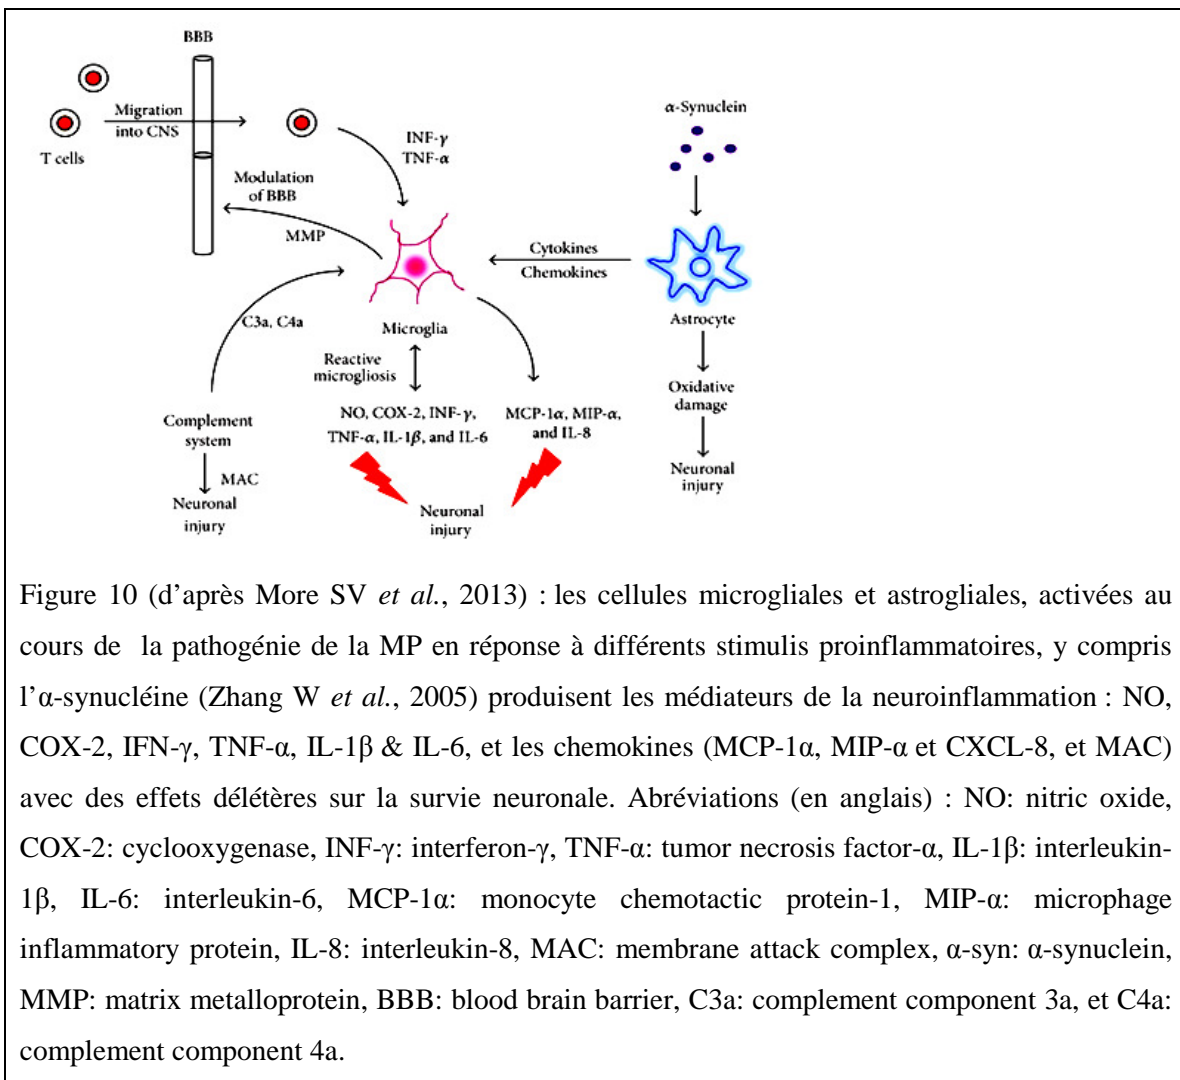 BBB
Migration
into CNS
T cells
INF-γ
TNF-α
α-Synuclein
Modulation
of BBB
MMP
Cytokines
Chemokines
C3a, C4a
Microglia
Astrocyte
Reactive
microgliosis
Oxidative
damage
Complement
system
NO, COX-2, INF-γ,
TNF-α, IL-1β, and IL-6
MCP-1α, MIP-α,
and IL-8
MAC
Neuronal
injury
Neuronal
injury
Neuronal
injury
Figure 10 (d’après More SV et al., 2013) : les cellules microgliales et astrogliales, activées au
cours de la pathogénie de la MP en réponse à différents stimulis proinflammatoires, y compris
l’α-synucléine (Zhang W et al., 2005) produisent les médiateurs de la neuroinflammation : NO,
COX-2, IFN-γ, TNF-α, IL-1β & IL-6, et les chemokines (MCP-1α, MIP-α et CXCL-8, et MAC)
avec des effets délétères sur la survie neuronale. Abréviations (en anglais) : NO: nitric oxide,
COX-2: cyclooxygenase, INF-γ: interferon-γ, TNF-α: tumor necrosis factor-α, IL-1β: interleukin-
1β, IL-6: interleukin-6, MCP-1α: monocyte chemotactic protein-1, MIP-α: microphage
inflammatory protein, IL-8: interleukin-8, MAC: membrane attack complex, α-syn: α-synuclein,
MMP: matrix metalloprotein, BBB: blood brain barrier, C3a: complement component 3a, et C4a:
complement component 4a.